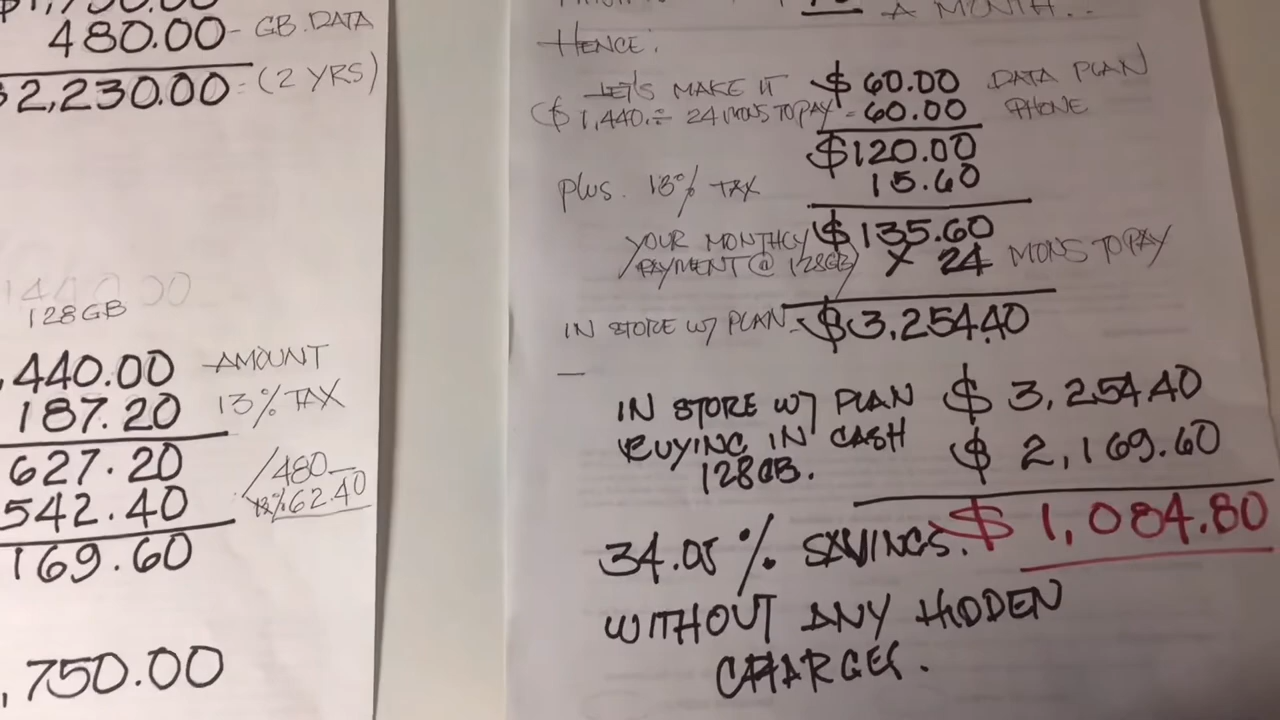 480.00 - GB. DATA
$2,230.00 = (2 YRS)
128GB
,440.00 AMOUNT
187.20 13% TAX
627.20 /480-
542.40 13%62.40
169.60
,750.00
A MONTH..
HENCE:
LET'S MAKE IT $ 60.00 DATA PLAN
($1,440.÷ 24 MONS TO PAY = 60.00 PHONE
$120.00
PLUS. 13% TAX 15.60
$135.60
YOUR MONTHLY
PAYMENT @ 128GB) X 24 MONS TO PAY
IN STORE W/ PLAN - $3,254.40
IN STORE W/ PLAN $ 3,254.40
BUYING IN CASH $ 2,169.60
128GB.
34.05 % SAVINGS. $ 1,084.80
WITHOUT ANY HIDDEN
CHARGES.